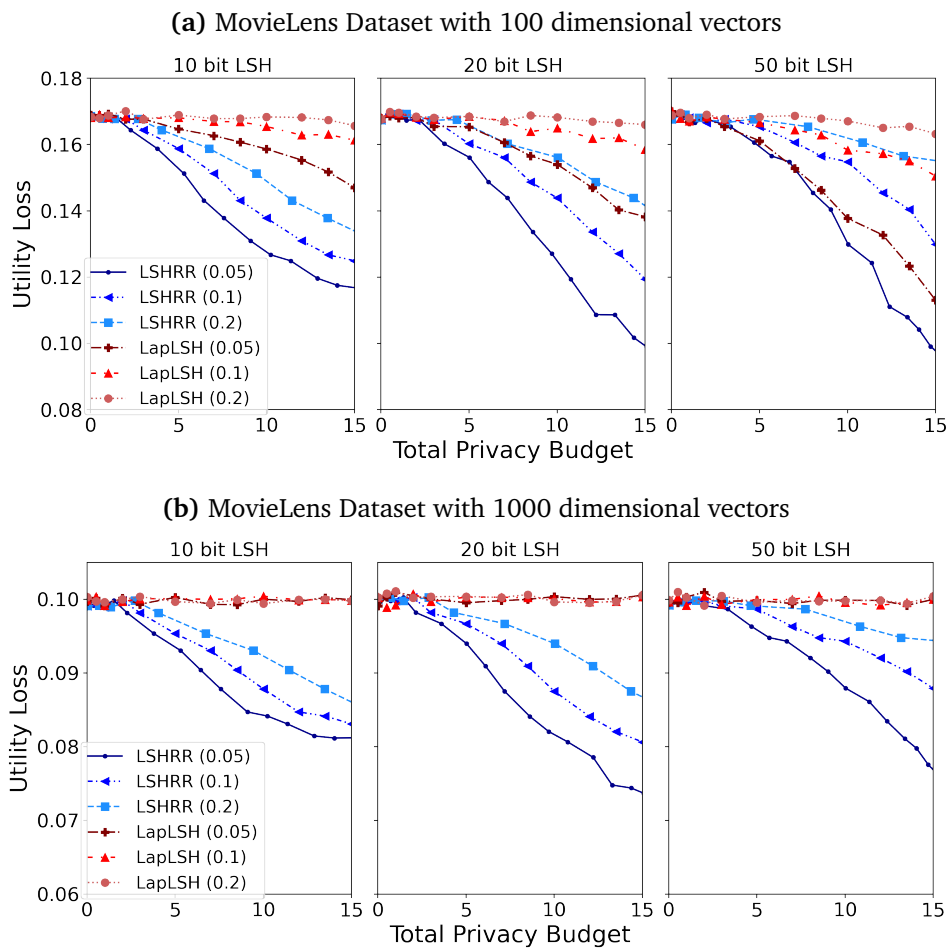 (a) MovieLens Dataset with 100 dimensional vectors
10 bit LSH
20 bit LSH
50 bit LSH
Utility Loss
0.18
0.16
0.14
0.12
0.10
0.08
LSHRR (0.05)
LSHRR (0.1)
LSHRR (0.2)
LapLSH (0.05)
LapLSH (0.1)
LapLSH (0.2)
0 5 10 15
0 5 10 15
0 5 10 15
Total Privacy Budget
(b) MovieLens Dataset with 1000 dimensional vectors
10 bit LSH
20 bit LSH
50 bit LSH
Utility Loss
0.10
0.09
0.08
0.07
0.06
LSHRR (0.05)
LSHRR (0.1)
LSHRR (0.2)
LapLSH (0.05)
LapLSH (0.1)
LapLSH (0.2)
0 5 10 15
0 5 10 15
0 5 10 15
Total Privacy Budget